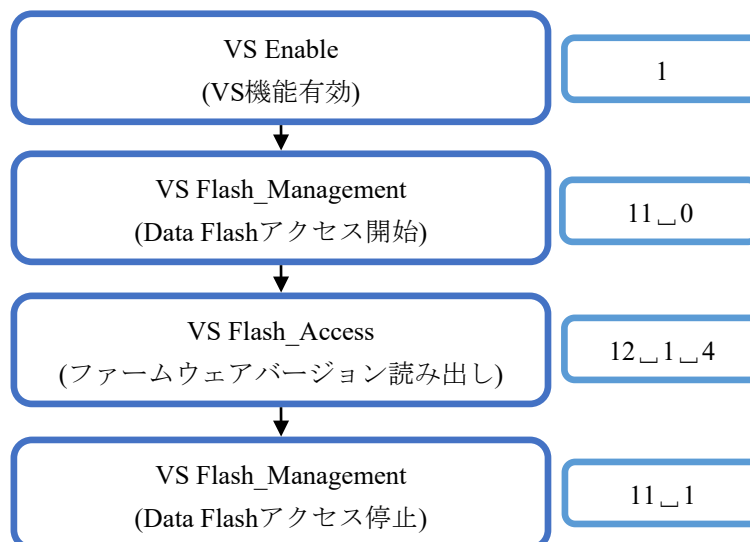 VS Enable
(VS機能有効)
1
VS Flash_Management
(Data Flashアクセス開始)
11␣0
VS Flash_Access
(ファームウェアバージョン読み出し)
12␣1␣4
VS Flash_Management
(Data Flashアクセス停止)
11␣1